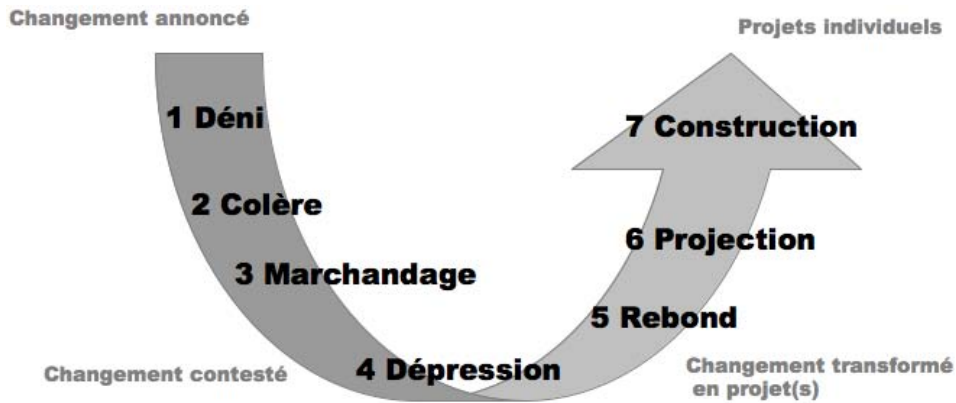 Changement annoncé
Projets individuels
1 Déni
7 Construction
2 Colère
6 Projection
3 Marchandage
5 Rebond
4 Dépression
Changement contesté
Changement transformé
en projet(s)